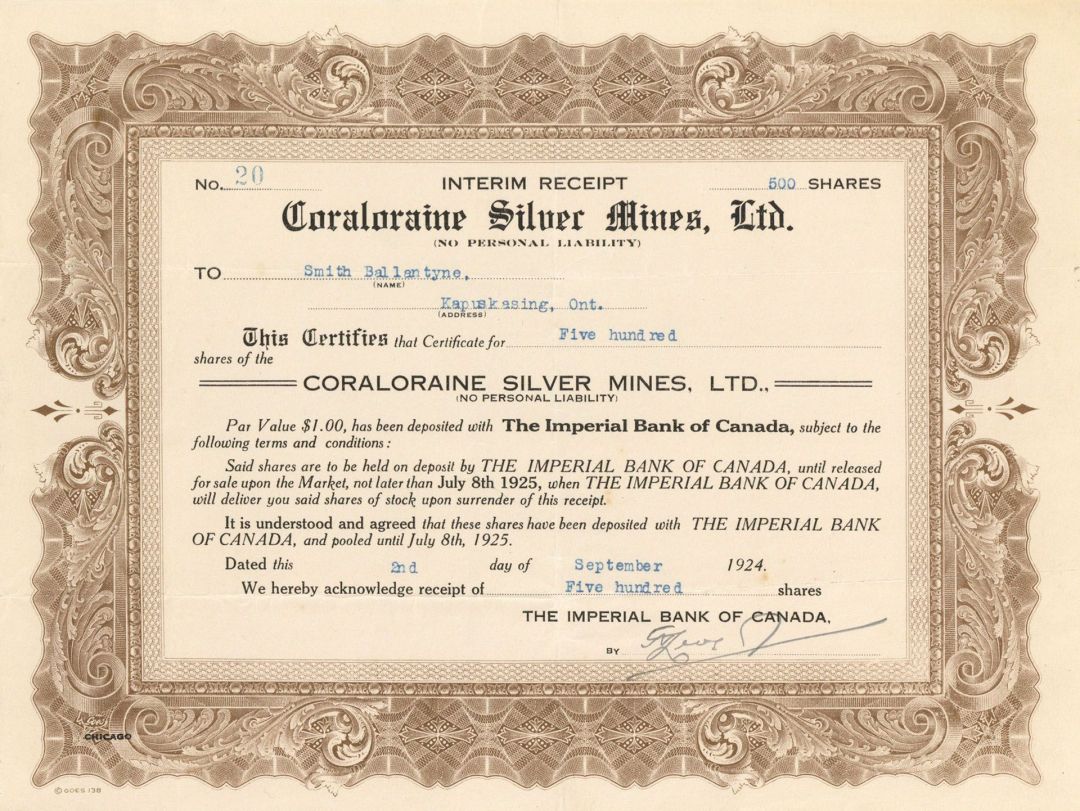 No. 20 INTERIM RECEIPT 500 SHARES
Coraloraine Silver Mines, Ltd.
(NO PERSONAL LIABILITY)
TO Smith Ballantyne,
(NAME)
Kapuskasing, Ont.
(ADDRESS)
This Certifies that Certificate for Five hundred
shares of the
CORALORAINE SILVER MINES, LTD.,
(NO PERSONAL LIABILITY)
Par Value $1.00, has been deposited with The Imperial Bank of Canada, subject to the
following terms and conditions:
Said shares are to be held on deposit by THE IMPERIAL BANK OF CANADA, until released
for sale upon the Market, not later than July 8th 1925, when THE IMPERIAL BANK OF CANADA,
will deliver you said shares of stock upon surrender of this receipt.
It is understood and agreed that these shares have been deposited with THE IMPERIAL BANK
OF CANADA, and pooled until July 8th, 1925.
Dated this 2nd day of September 1924.
We hereby acknowledge receipt of Five hundred shares
THE IMPERIAL BANK OF CANADA,
BY
Goes
CHICAGO
© GOES 138